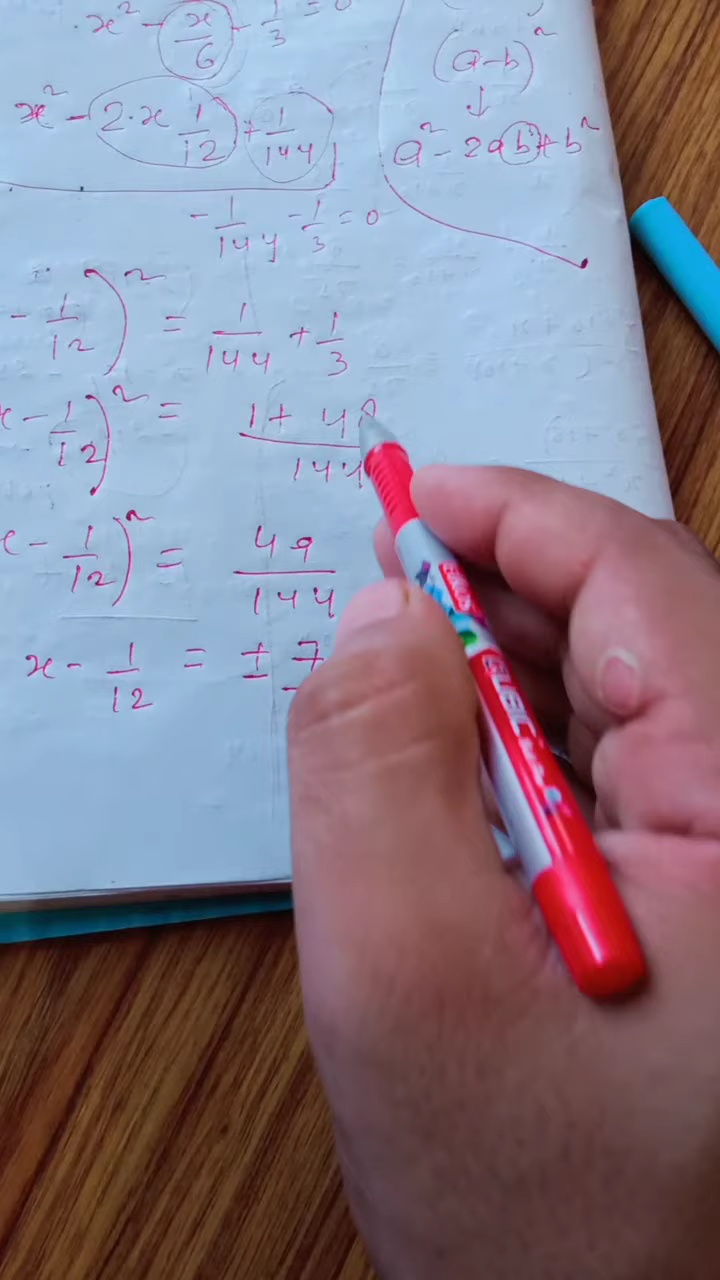 x² - x/6 - 1/3 = 0
x² - 2·x 1/12 + 1/144
- 1/144 - 1/3 = 0
(a-b)²
↓
a² - 2ab + b²
- 1/12)² = 1/144 + 1/3
x - 1/12)² = 1 + 48/144
x - 1/12)² = 49/144
x - 1/12 = ± 7